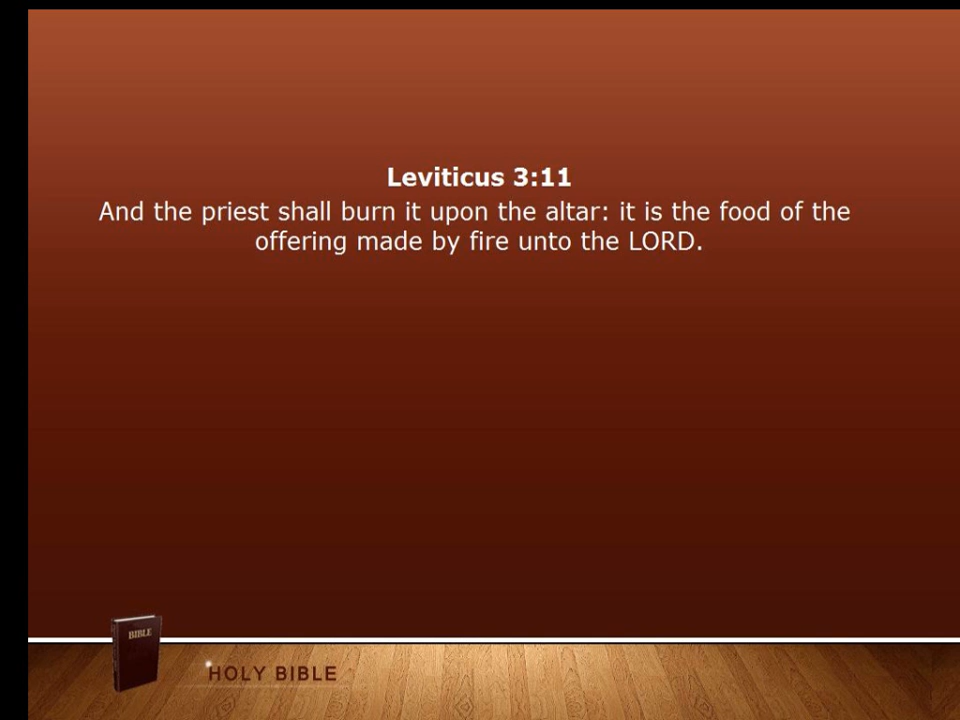 Leviticus 3:11
And the priest shall burn it upon the altar: it is the food of the
offering made by fire unto the LORD.
BIBLE
HOLY BIBLE